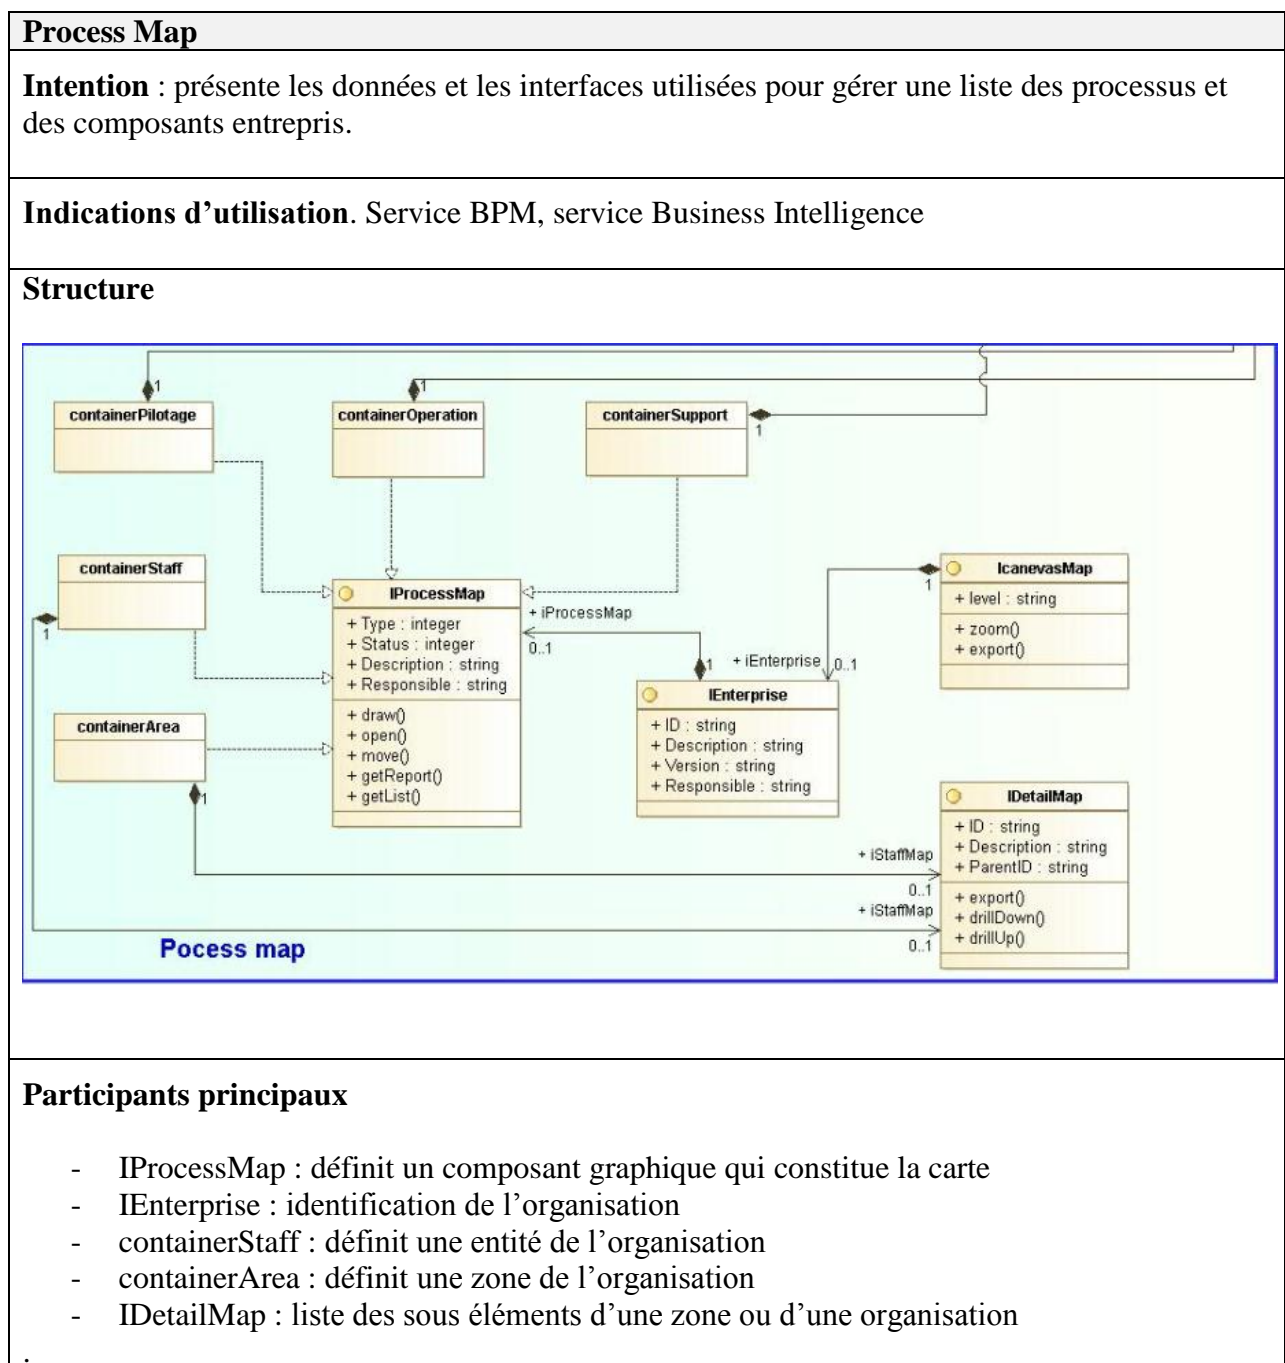 Process Map
Intention : présente les données et les interfaces utilisées pour gérer une liste des processus et
des composants entrepris.
Indications d’utilisation. Service BPM, service Business Intelligence
Structure
1
1
containerPilotage
containerOperation
containerSupport
1
containerStaff
1
IProcessMap
+ Type : integer
+ Status : integer
+ Description : string
+ Responsible : string
+ draw()
+ open()
+ move()
+ getReport()
+ getList()
+ iProcessMap
0..1
IcanevasMap
1
+ level : string
+ zoom()
+ export()
1
+ iEnterprise
0..1
IEnterprise
+ ID : string
+ Description : string
+ Version : string
+ Responsible : string
containerArea
1
IDetailMap
+ ID : string
+ Description : string
+ ParentID : string
+ export()
+ drillDown()
+ drillUp()
+ iStaffMap
0..1
+ iStaffMap
0..1
Pocess map
Participants principaux
- IProcessMap : définit un composant graphique qui constitue la carte
- IEnterprise : identification de l’organisation
- containerStaff : définit une entité de l’organisation
- containerArea : définit une zone de l’organisation
- IDetailMap : liste des sous éléments d’une zone ou d’une organisation
.